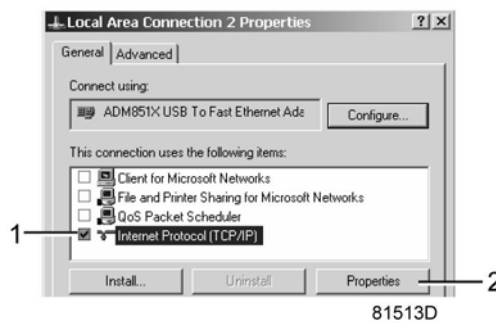 Local Area Connection 2 Properties
General Advanced
Connect using:
ADM851X USB To Fast Ethernet Ada
Configure...
This connection uses the following items:
Client for Microsoft Networks
File and Printer Sharing for Microsoft Networks
QoS Packet Scheduler
1
Internet Protocol (TCP/IP)
Install... Uninstall Properties
2
81513D